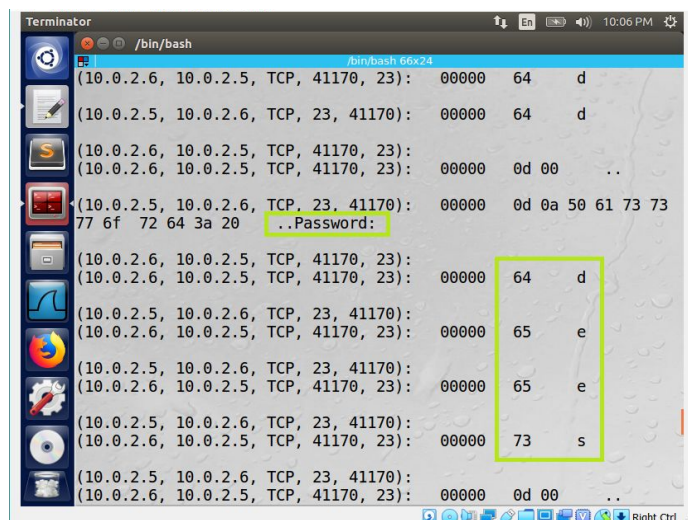 Terminator
En
10:06 PM
/bin/bash
/bin/bash 66x24
(10.0.2.6, 10.0.2.5, TCP, 41170, 23): 00000 64 d
(10.0.2.5, 10.0.2.6, TCP, 23, 41170): 00000 64 d
(10.0.2.6, 10.0.2.5, TCP, 41170, 23):
(10.0.2.6, 10.0.2.5, TCP, 41170, 23): 00000 0d 00 ..
(10.0.2.5, 10.0.2.6, TCP, 23, 41170): 00000 0d 0a 50 61 73 73
77 6f 72 64 3a 20 ..Password:
(10.0.2.6, 10.0.2.5, TCP, 41170, 23):
(10.0.2.6, 10.0.2.5, TCP, 41170, 23): 00000 64 d
(10.0.2.5, 10.0.2.6, TCP, 23, 41170):
(10.0.2.6, 10.0.2.5, TCP, 41170, 23): 00000 65 e
(10.0.2.5, 10.0.2.6, TCP, 23, 41170):
(10.0.2.6, 10.0.2.5, TCP, 41170, 23): 00000 65 e
(10.0.2.5, 10.0.2.6, TCP, 23, 41170):
(10.0.2.6, 10.0.2.5, TCP, 41170, 23): 00000 73 s
(10.0.2.5, 10.0.2.6, TCP, 23, 41170):
(10.0.2.6, 10.0.2.5, TCP, 41170, 23): 00000 0d 00 ..
Right Ctrl